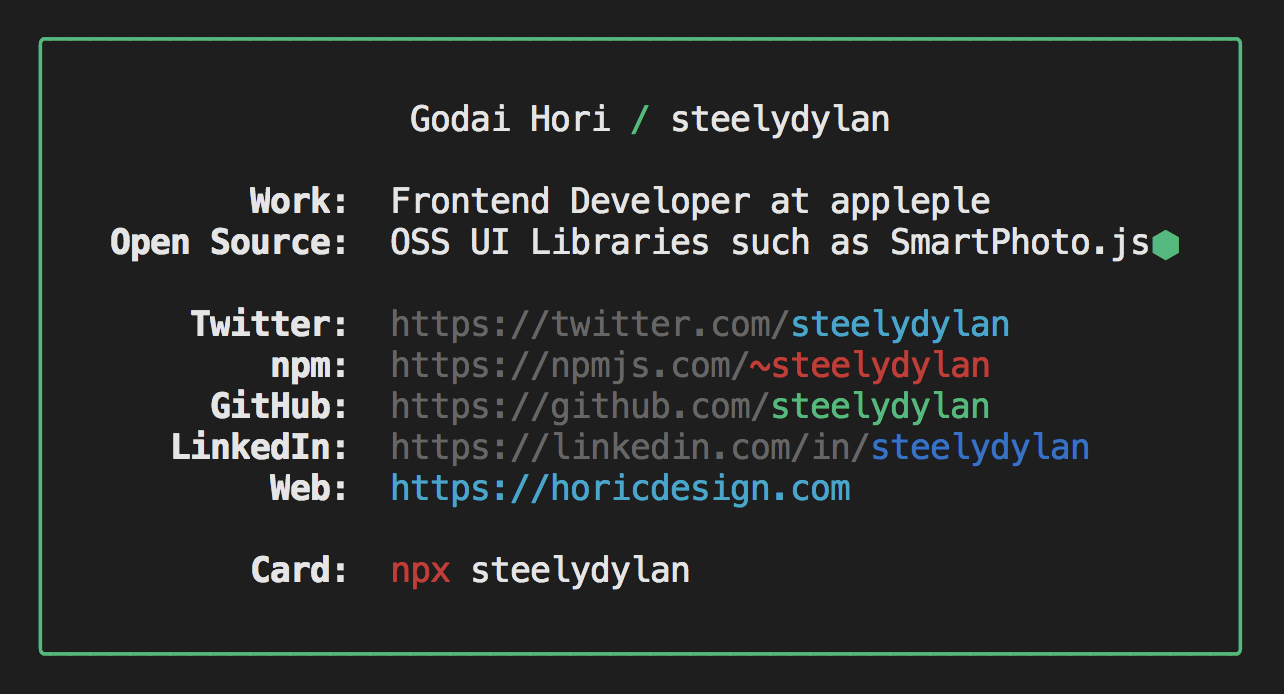 Godai Hori / steelydylan
Work: Frontend Developer at appleple
Open Source: OSS UI Libraries such as SmartPhoto.js⬢
Twitter: https://twitter.com/steelydylan
npm: https://npmjs.com/~steelydylan
GitHub: https://github.com/steelydylan
LinkedIn: https://linkedin.com/in/steelydylan
Web: https://horicdesign.com
Card: npx steelydylan